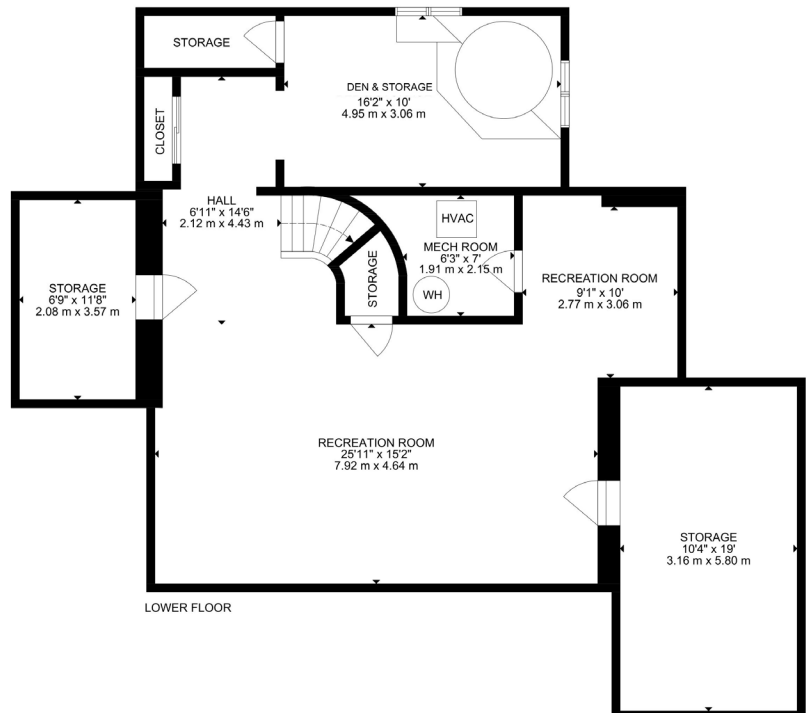 STORAGE
DEN & STORAGE
16'2" x 10'
4.95 m x 3.06 m
CLOSET
HALL
6'11" x 14'6"
2.12 m x 4.43 m
HVAC
MECH ROOM
6'3" x 7'
1.91 m x 2.15 m
WH
STORAGE
STORAGE
6'9" x 11'8"
2.08 m x 3.57 m
RECREATION ROOM
9'1" x 10'
2.77 m x 3.06 m
RECREATION ROOM
25'11" x 15'2"
7.92 m x 4.64 m
STORAGE
10'4" x 19'
3.16 m x 5.80 m
LOWER FLOOR